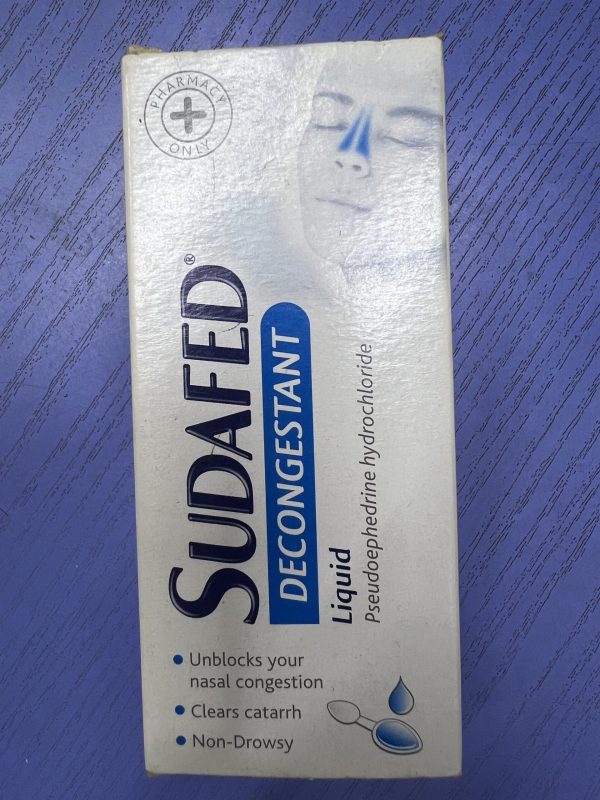 PHARMACY
ONLY
SUDAFED®
DECONGESTANT
Liquid
Pseudoephedrine hydrochloride
• Unblocks your
nasal congestion
• Clears catarrh
• Non-Drowsy